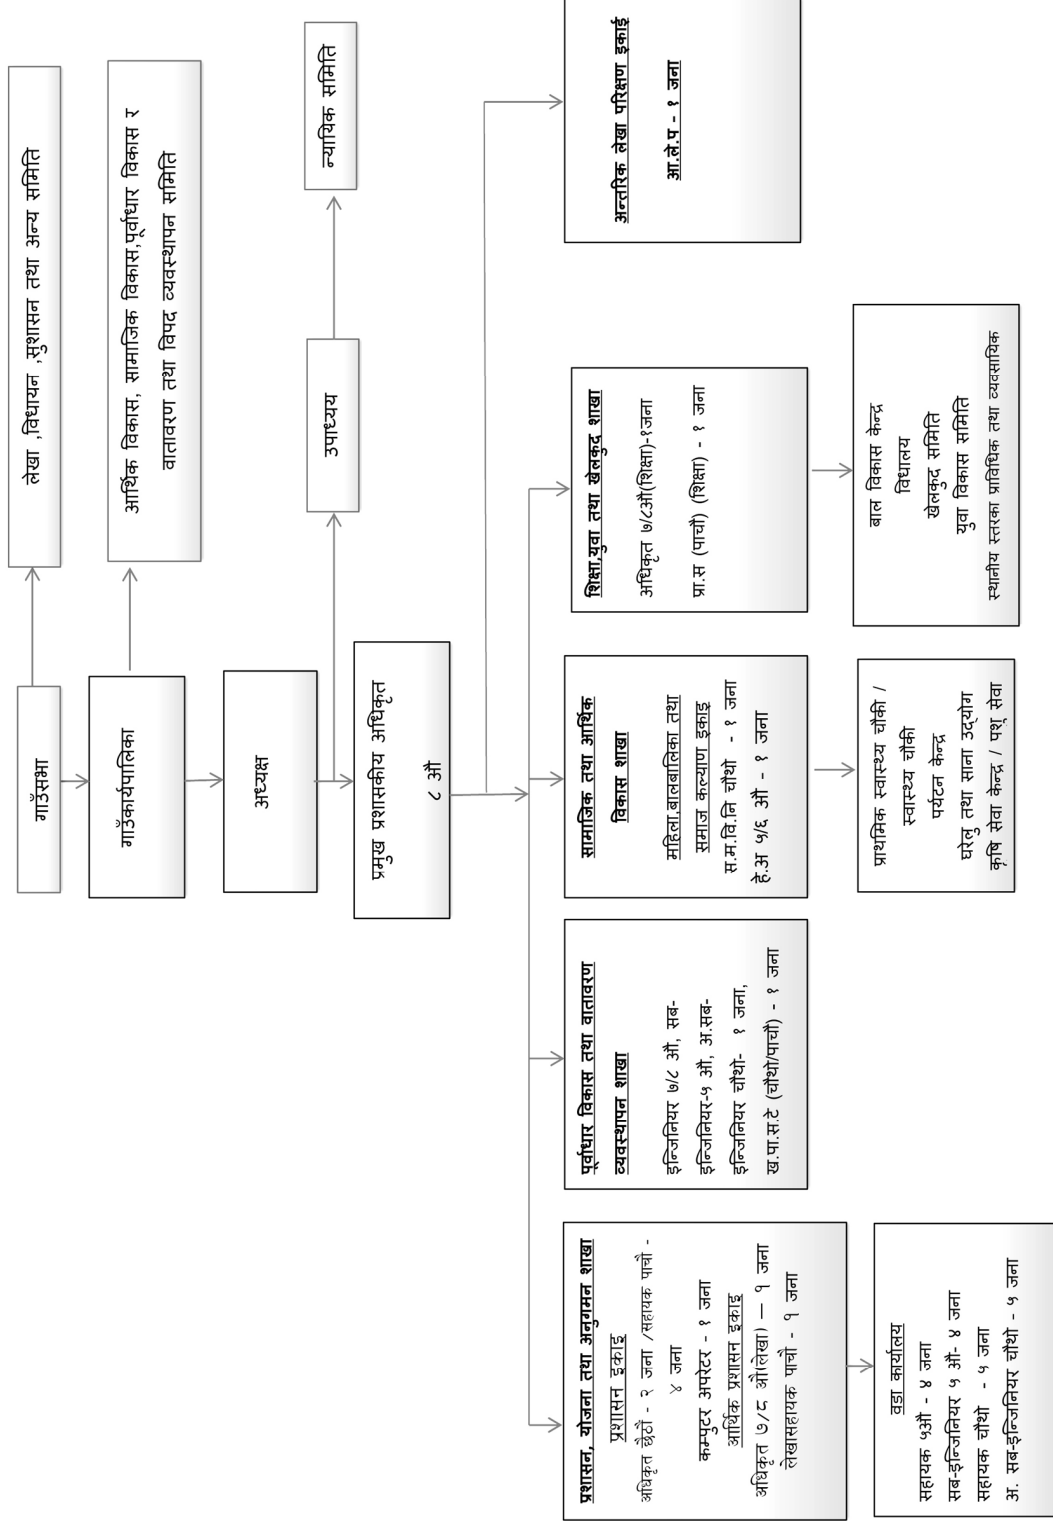 गाउँसभा
लेखा ,विधायन ,सुशासन तथा अन्य समिति
गाउँकार्यपालिका
आर्थिक विकास, सामाजिक विकास,पूर्वाधार विकास र
वातावरण तथा विपद व्यवस्थापन समिति
अध्यक्ष
उपाध्यय
न्यायिक समिति
प्रमुख प्रशासकीय अधिकृत
८ औ
प्रशासन, योजना तथा अनुगमन शाखा
प्रशासन इकाइ
अधिकृत छैठौं - २ जना /सहायक पाचौ -
४ जना
कम्पुटर अपरेटर - १ जना
आर्थिक प्रशासन इकाइ
अधिकृत ७/८ औ(लेखा) — १ जना
लेखासहायक पाचौ - १ जना
वडा कार्यालय
सहायक ५औ - ४ जना
सब-इन्जिनियर ५ औ- ४ जना
सहायक चौथो - ५ जना
अ. सब-इन्जिनियर चौथो - ५ जना
पूर्वाधार विकास तथा वातावरण
व्यवस्थापन शाखा
इन्जिनियर ७/८ औ, सब-
इन्जिनियर-५ औ, अ.सब-
इन्जिनियर चौथो- १ जना,
ख.पा.स.टे (चौथो/पाचौ) - १ जना
सामाजिक तथा आर्थिक
विकास शाखा
महिला,बालबालिका तथा
समाज कल्याण इकाइ
स.म.वि.नि चौथो - १ जना
हे.अ ५/६ औ - १ जना
प्राथमिक स्वास्थ्य चौकी /
स्वास्थ्य चौकी
पर्यटन केन्द्र
घरेलु तथा साना उद्योग
कृषि सेवा केन्द्र / पशु सेवा
शिक्षा,युवा तथा खेलकुद शाखा
अधिकृत ७/८औ(शिक्षा)-१जना
प्रा.स (पाचौ) (शिक्षा) - १ जना
बाल विकास केन्द्र
विधालय
खेलकुद समिति
युवा विकास समिति
स्थानीय स्तरका प्राविधिक तथा व्यवसायिक
अन्तरिक लेखा परिक्षण इकाई
आ.ले.प - १ जना